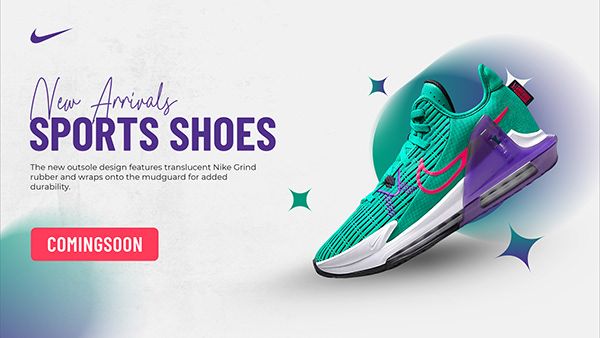 New Arrivals
SPORTS SHOES
The new outsole design features translucent Nike Grind
rubber and wraps onto the mudguard for added
durability.
COMINGSOON